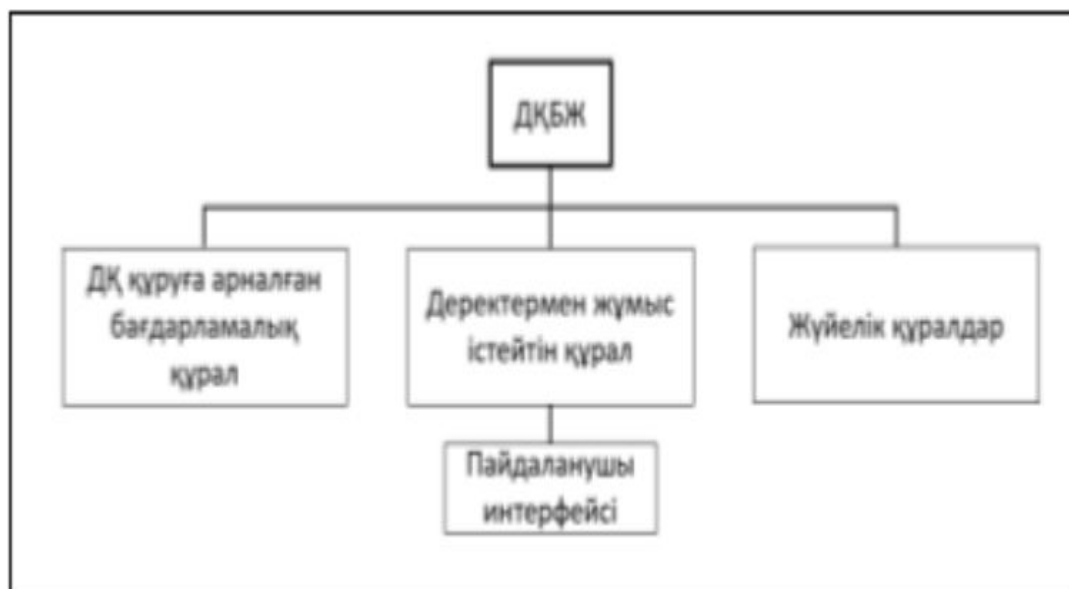 ДҚБЖ
ДҚ құруға арналған
бағдарламалық
құрал
Деректермен жұмыс
істейтін құрал
Жүйелік құралдар
Пайдаланушы
интерфейсі